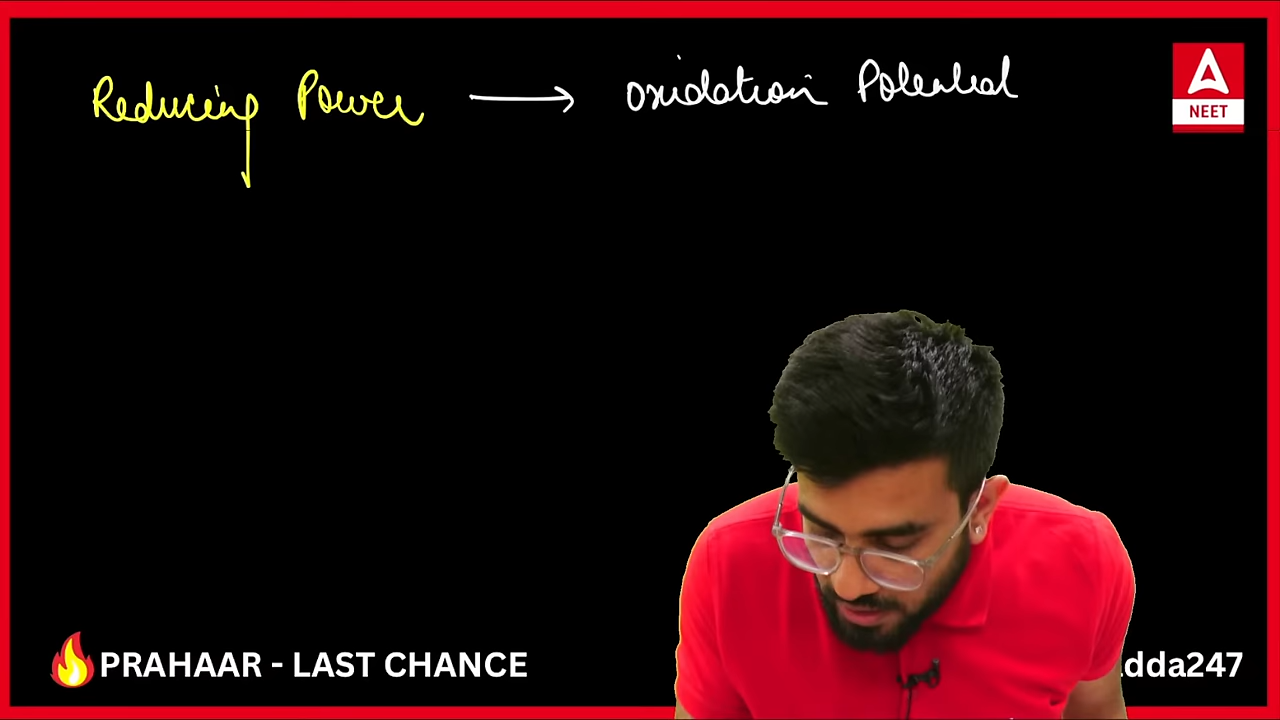 Reducing Power → oxidation Potential
A
NEET
PRAHAAR - LAST CHANCE
dda247